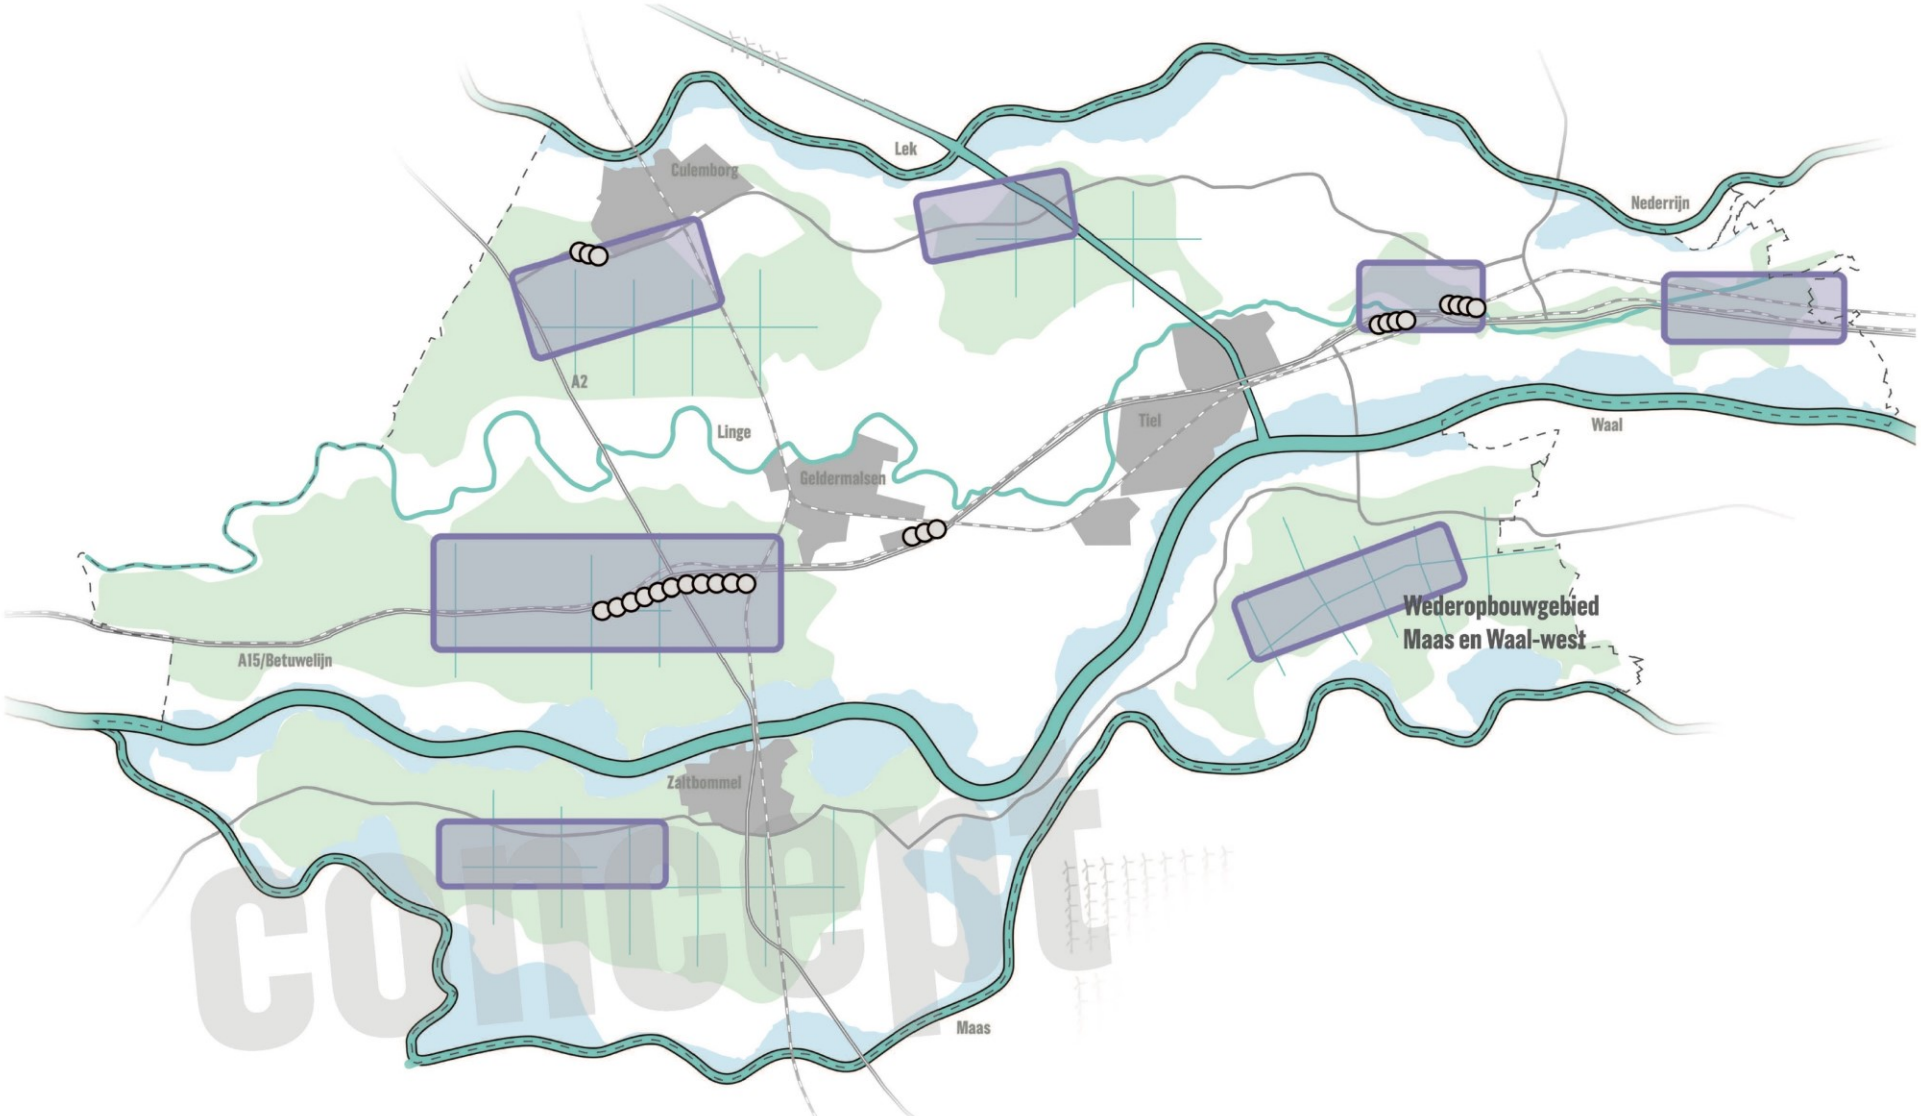 Lek
Culemborg
Nederrijn
A2
Linge
Tiel
Waal
Geldermalsen
Wederopbouwgebied
Maas en Waal-west
A15/Betuwelijn
Zaltbommel
concept
Maas